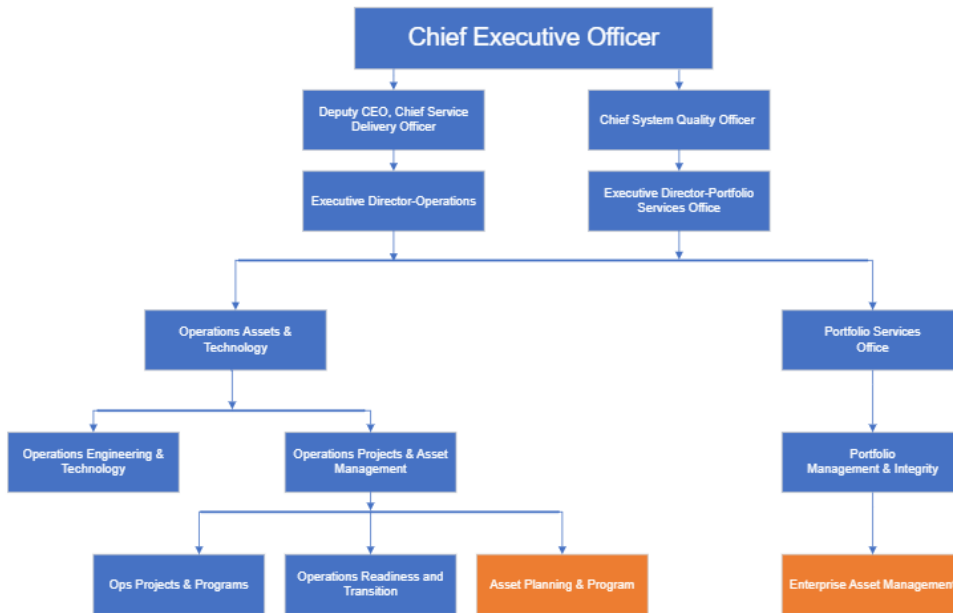 Chief Executive Officer
Deputy CEO, Chief Service
Delivery Officer
Chief System Quality Officer
Executive Director-Operations
Executive Director-Portfolio
Services Office
Operations Assets &
Technology
Portfolio Services
Office
Operations Engineering &
Technology
Operations Projects & Asset
Management
Portfolio
Management & Integrity
Ops Projects & Programs
Operations Readiness and
Transition
Asset Planning & Program
Enterprise Asset Management